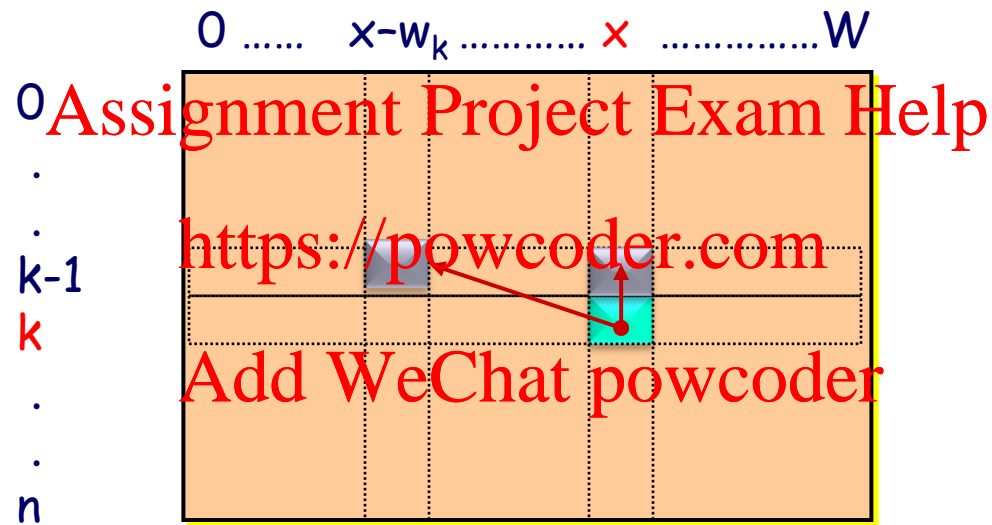 0 ...... x-wk ............ x ............... W
0
Assignment Project Exam Help
.
.
https://powcoder.com
k-1
k
Add WeChat powcoder
.
.
n